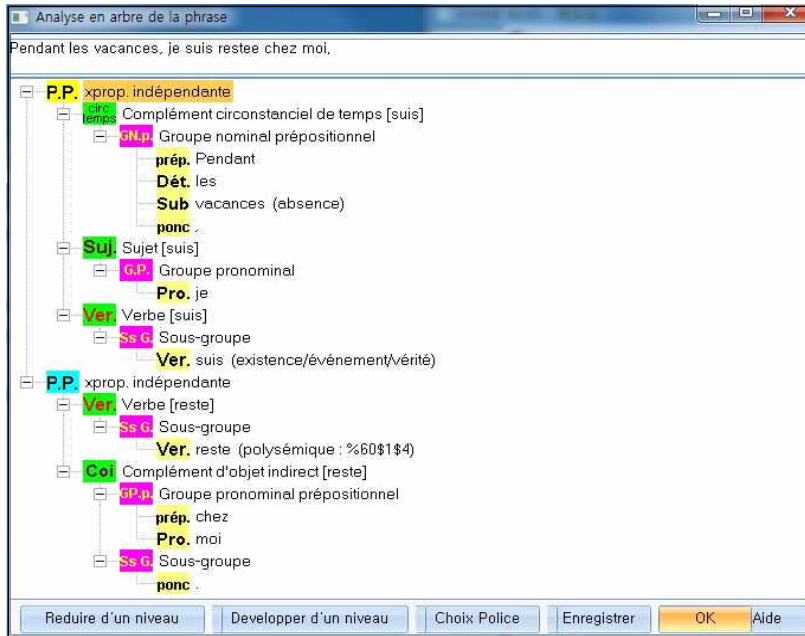 Analyse en arbre de la phrase
Pendant les vacances, je suis restee chez moi,
P.P. xprop. indépendante
circ temps Complément circonstanciel de temps [suis]
GN.p. Groupe nominal prépositionnel
prép. Pendant
Dét. les
Sub vacances (absence)
ponc ,
Suj. Sujet [suis]
G.P. Groupe pronominal
Pro. je
Ver. Verbe [suis]
Ss G. Sous-groupe
Ver. suis (existence/événement/vérité)
P.P. xprop. indépendante
Ver. Verbe [reste]
Ss G. Sous-groupe
Ver. reste (polysémique : %60$1$4)
Coi Complément d'objet indirect [reste]
GP.p. Groupe pronominal prépositionnel
prép. chez
Pro. moi
Ss G. Sous-groupe
ponc .
Reduire d'un niveau Developper d'un niveau Choix Police Enregistrer OK Aide